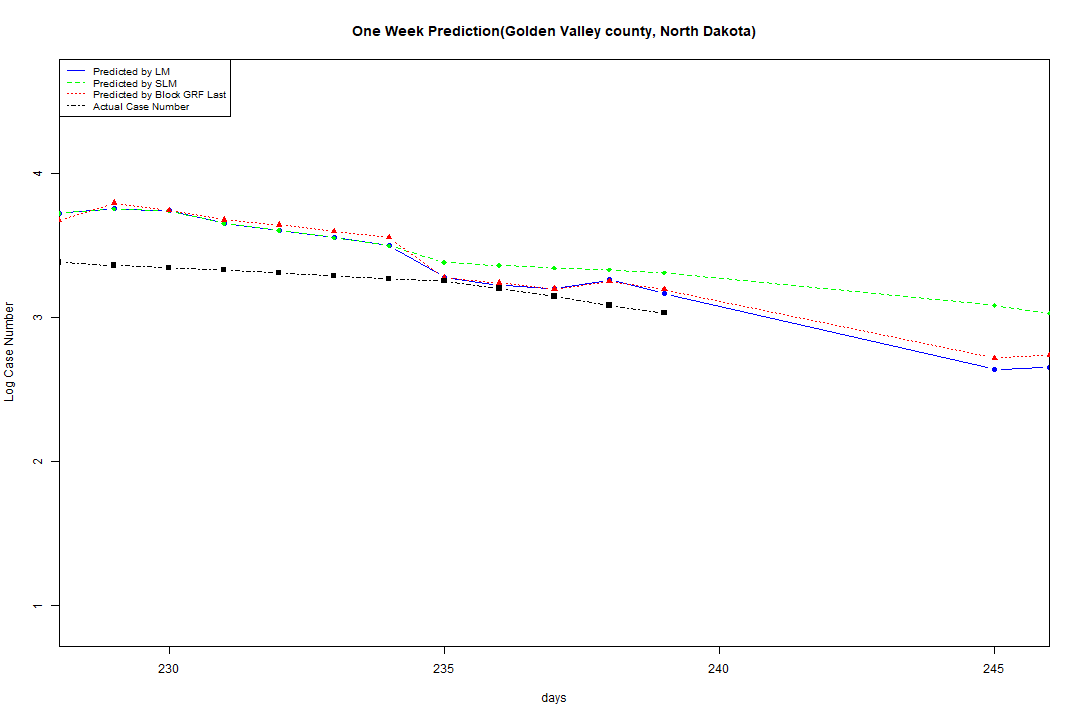 One Week Prediction(Golden Valley county, North Dakota)
Predicted by LM
Predicted by SLM
Predicted by Block GRF Last
Actual Case Number
4
3
2
1
Log Case Number
230 235 240 245
days